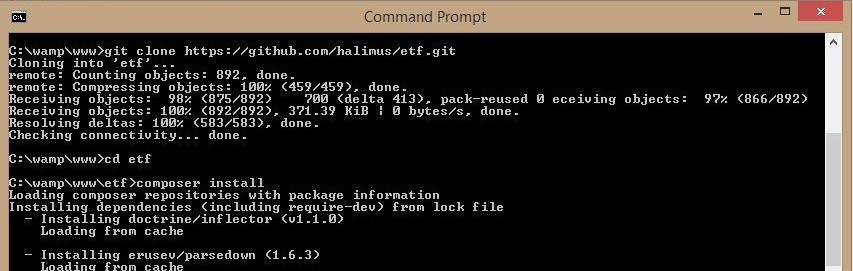 Command Prompt
C:\wamp\www>git clone https://github.com/halimus/etf.git
Cloning into 'etf'...
remote: Counting objects: 892, done.
remote: Compressing objects: 100% (459/459), done.
Receiving objects:  98% (875/892)    700 (delta 413), pack-reused 0 eceiving objects:  97% (866/892)
Receiving objects: 100% (892/892), 371.39 KiB ¦ 0 bytes/s, done.
Resolving deltas: 100% (583/583), done.
Checking connectivity... done.
C:\wamp\www>cd etf
C:\wamp\www\etf>composer install
Loading composer repositories with package information
Installing dependencies (including require-dev) from lock file
- Installing doctrine/inflector (v1.1.0)
Loading from cache
- Installing erusev/parsedown (1.6.3)
Loading from cache